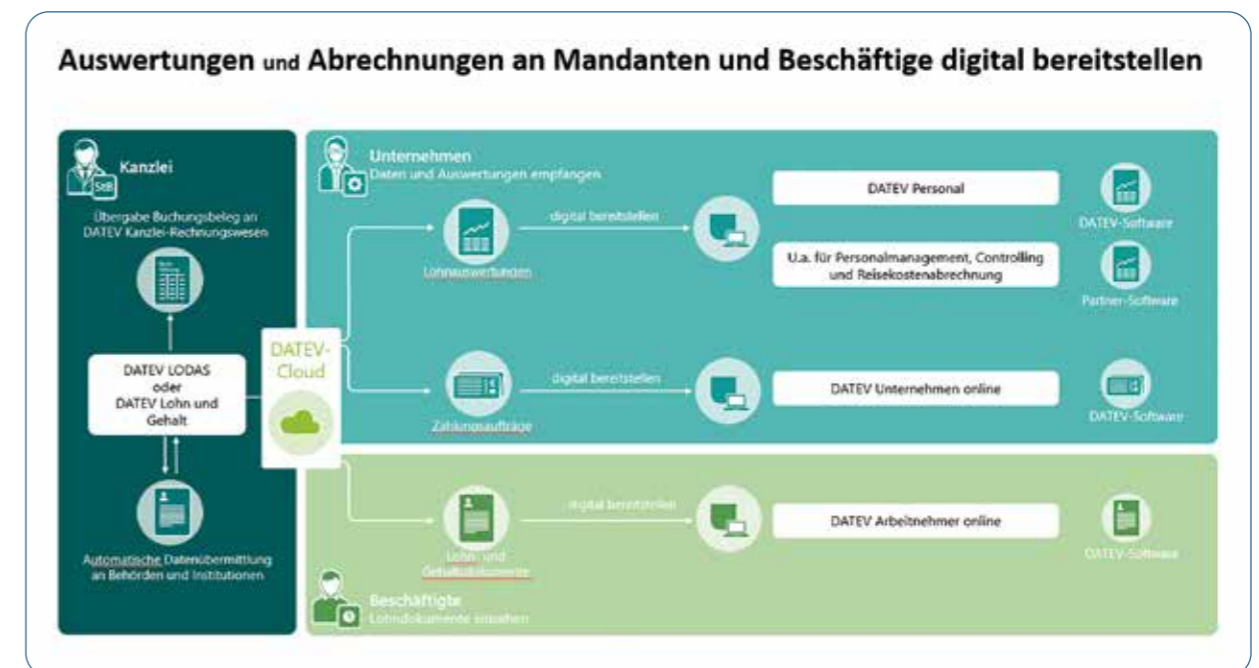 Auswertungen und Abrechnungen an Mandanten und Beschäftige digital bereitstellen
Kanzlei
StB
Übergabe Buchungsbeleg an
DATEV Kanzlei-Rechnungswesen
DATEV LODAS
oder
DATEV Lohn und
Gehalt
Automatische Datenübermittlung
an Behörden und Institutionen
DATEV-
Cloud
Unternehmen
Daten und Auswertungen empfangen
Lohnauswertungen
digital bereitstellen
DATEV Personal
DATEV-Software
U.a. für Personalmanagement, Controlling
und Reisekostenabrechnung
Partner-Software
Zahlungsaufträge
digital bereitstellen
DATEV Unternehmen online
DATEV-Software
Lohn- und
Gehaltsdokumente
digital bereitstellen
DATEV Arbeitnehmer online
DATEV-Software
Beschäftigte
Lohndokumente einsehen